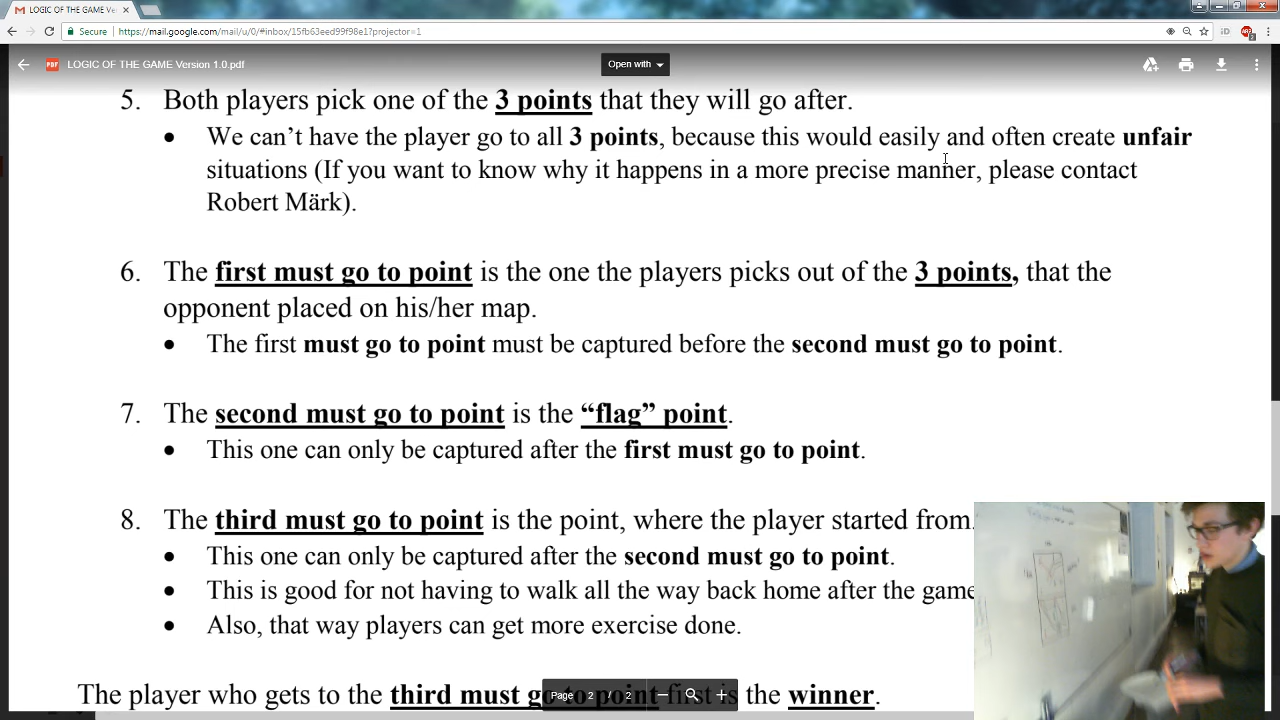 LOGIC OF THE GAME Ve
Secure
https://mail.google.com/mail/u/0/#inbox/15fb63eed99f98e1?projector=1
LOGIC OF THE GAME Version 1.0.pdf
Open with
5. Both players pick one of the 3 points that they will go after.
• We can’t have the player go to all 3 points, because this would easily and often create unfair
situations (If you want to know why it happens in a more precise manner, please contact
Robert Märk).
6. The first must go to point is the one the players picks out of the 3 points, that the
opponent placed on his/her map.
• The first must go to point must be captured before the second must go to point.
7. The second must go to point is the “flag” point.
• This one can only be captured after the first must go to point.
8. The third must go to point is the point, where the player started from.
• This one can only be captured after the second must go to point.
• This is good for not having to walk all the way back home after the game
• Also, that way players can get more exercise done.
The player who gets to the third must go to point first is the winner.
Page 2 / 2